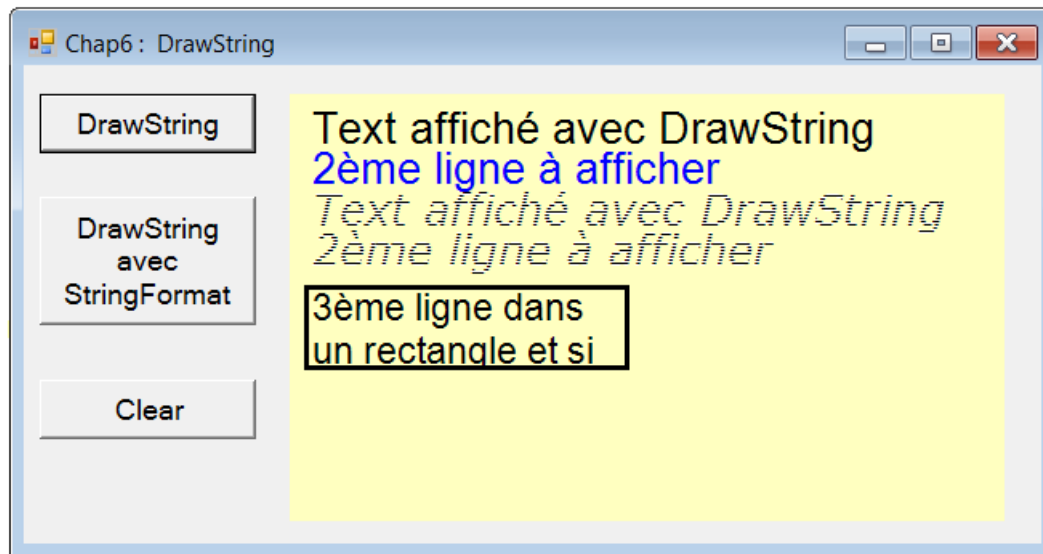 Chap6 : DrawString
DrawString
DrawString
avec
StringFormat
Clear
Text affiché avec DrawString
2ème ligne à afficher
Text affiché avec DrawString
2ème ligne à afficher
3ème ligne dans
un rectangle et si